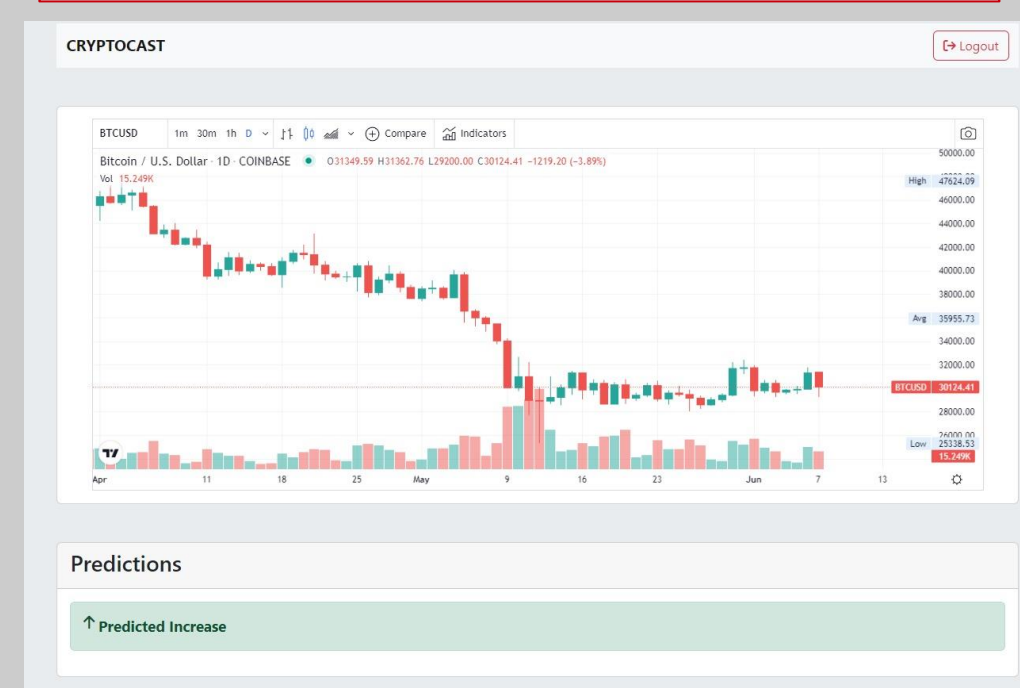 CRYPTOCAST
Logout
BTCUSD 1m 30m 1h D Compare Indicators
Bitcoin / U.S. Dollar · 1D · COINBASE O31349.59 H31362.76 L29200.00 C30124.41 −1219.20 (−3.89%)
Vol 15.249K
50000.00
High 47624.09
46000.00
44000.00
42000.00
40000.00
38000.00
Avg 35955.73
34000.00
32000.00
BTCUSD 30124.41
28000.00
26000.00
Low 25338.53
15.249K
Apr 11 18 25 May 9 16 23 Jun 7 13
Predictions
Predicted Increase